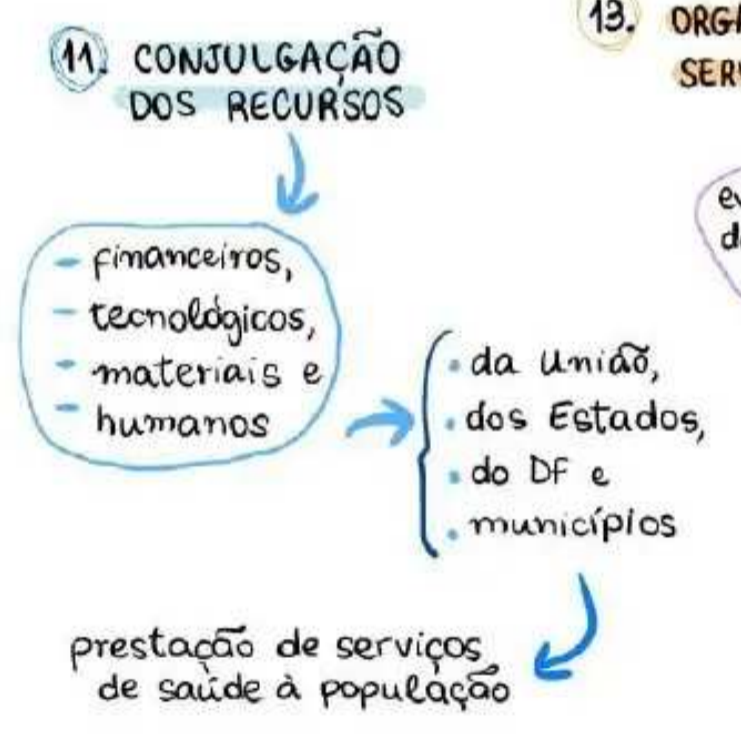 11. CONJULGAÇÃO
DOS RECURSOS
- financeiros,
- tecnológicos,
- materiais e
- humanos
• da União,
• dos Estados,
• do DF e
• municípios
prestação de serviços
de saúde à população
13.